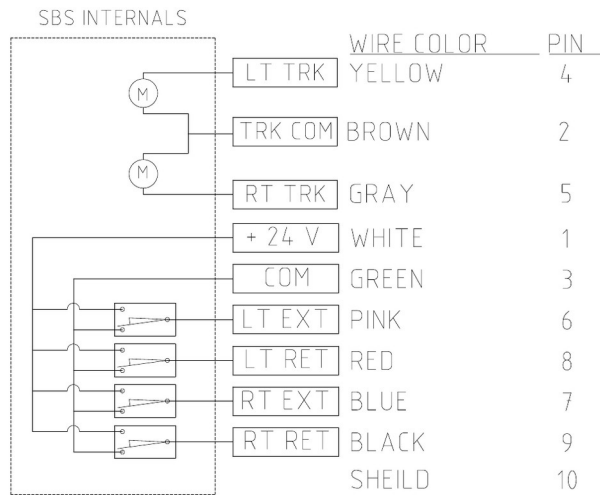 SBS INTERNALS
WIRE COLOR PIN
M LT TRK YELLOW 4
TRK COM BROWN 2
M RT TRK GRAY 5
+ 24 V WHITE 1
COM GREEN 3
LT EXT PINK 6
LT RET RED 8
RT EXT BLUE 7
RT RET BLACK 9
SHEILD 10